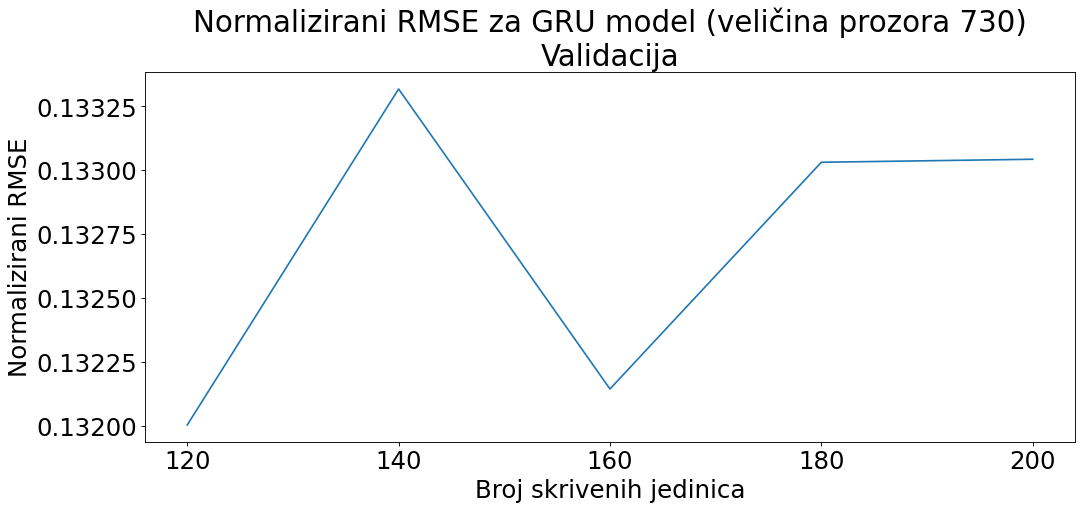 Normalizirani RMSE za GRU model (veličina prozora 730)
Validacija
Normalizirani RMSE
0.13325
0.13300
0.13275
0.13250
0.13225
0.13200
120 140 160 180 200
Broj skrivenih jedinica